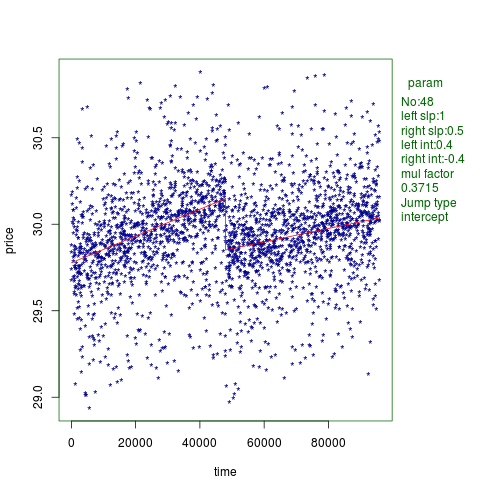 param
No:48
left slp:1
right slp:0.5
left int:0.4
right int:-0.4
mul factor
0.3715
Jump type
intercept
price
30.5
30.0
29.5
29.0
0 20000 40000 60000 80000
time